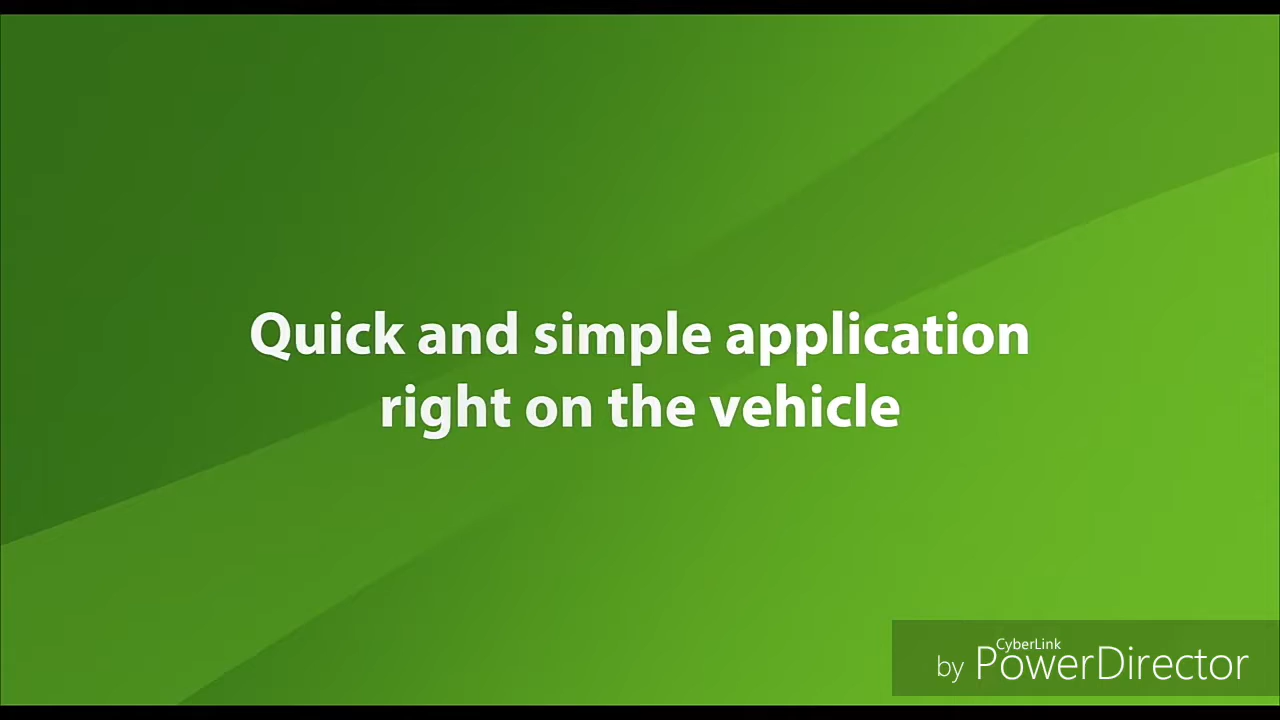 Quick and simple application
right on the vehicle
by CyberLink PowerDirector